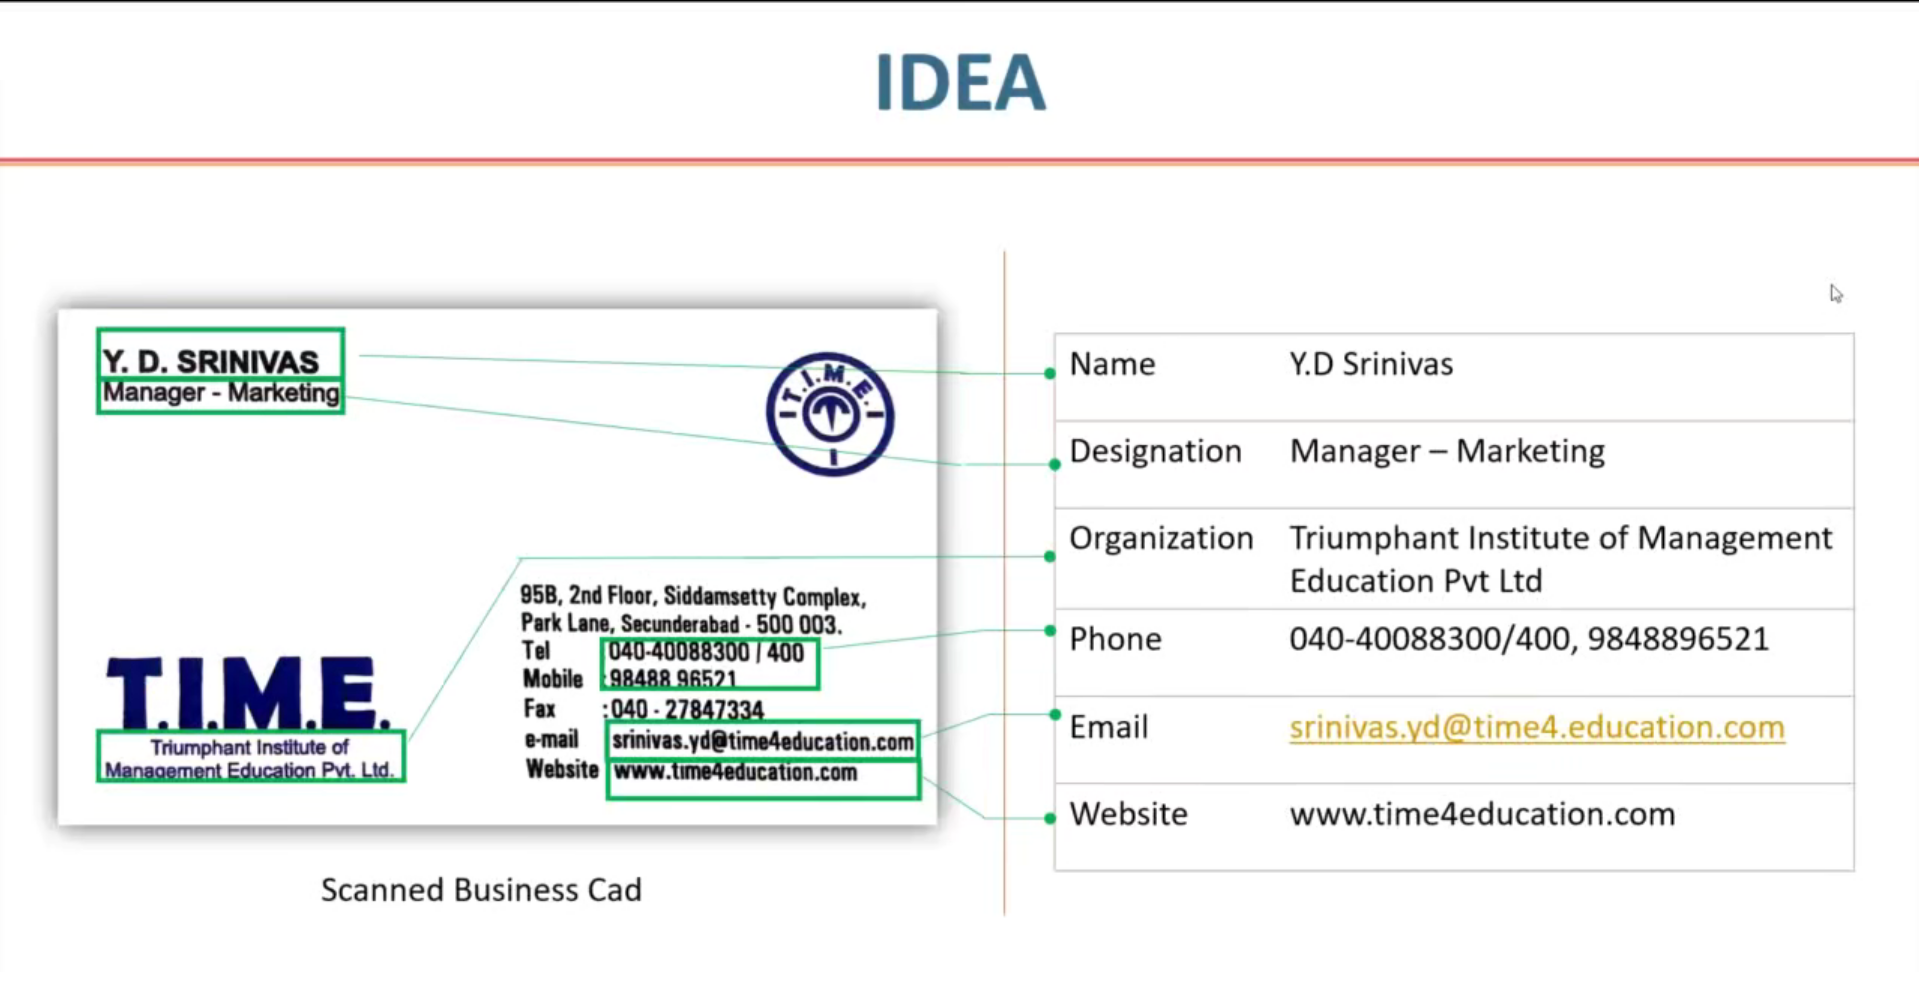 IDEA
Y. D. SRINIVAS
Manager - Marketing
T.I.M.E.
T.I.M.E.
Triumphant Institute of
Management Education Pvt. Ltd.
95B, 2nd Floor, Siddamsetty Complex,
Park Lane, Secunderabad - 500 003.
Tel :040-40088300 / 400
Mobile :98488 96521
Fax :040 - 27847334
e-mail srinivas.yd@time4education.com
Website www.time4education.com
Scanned Business Cad
Name Y.D Srinivas
Designation Manager – Marketing
Organization Triumphant Institute of Management
Education Pvt Ltd
Phone 040-40088300/400, 9848896521
Email srinivas.yd@time4.education.com
Website www.time4education.com